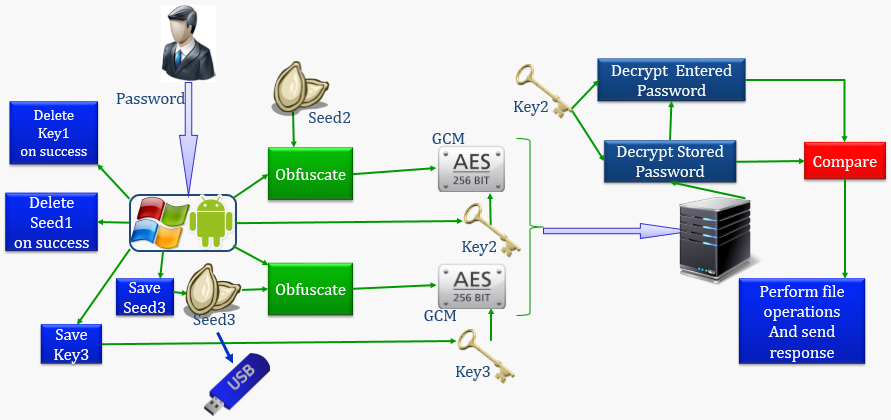 Password
Delete
Key1
on success
Delete
Seed1
on success
Save
Seed3
Save
Key3
Seed2
Obfuscate
GCM
AES
256 BIT
Key2
Seed3
Obfuscate
AES
256 BIT
GCM
Key3
USB
Key2
Decrypt Entered
Password
Decrypt Stored
Password
Compare
Perform file
operations
And send
response